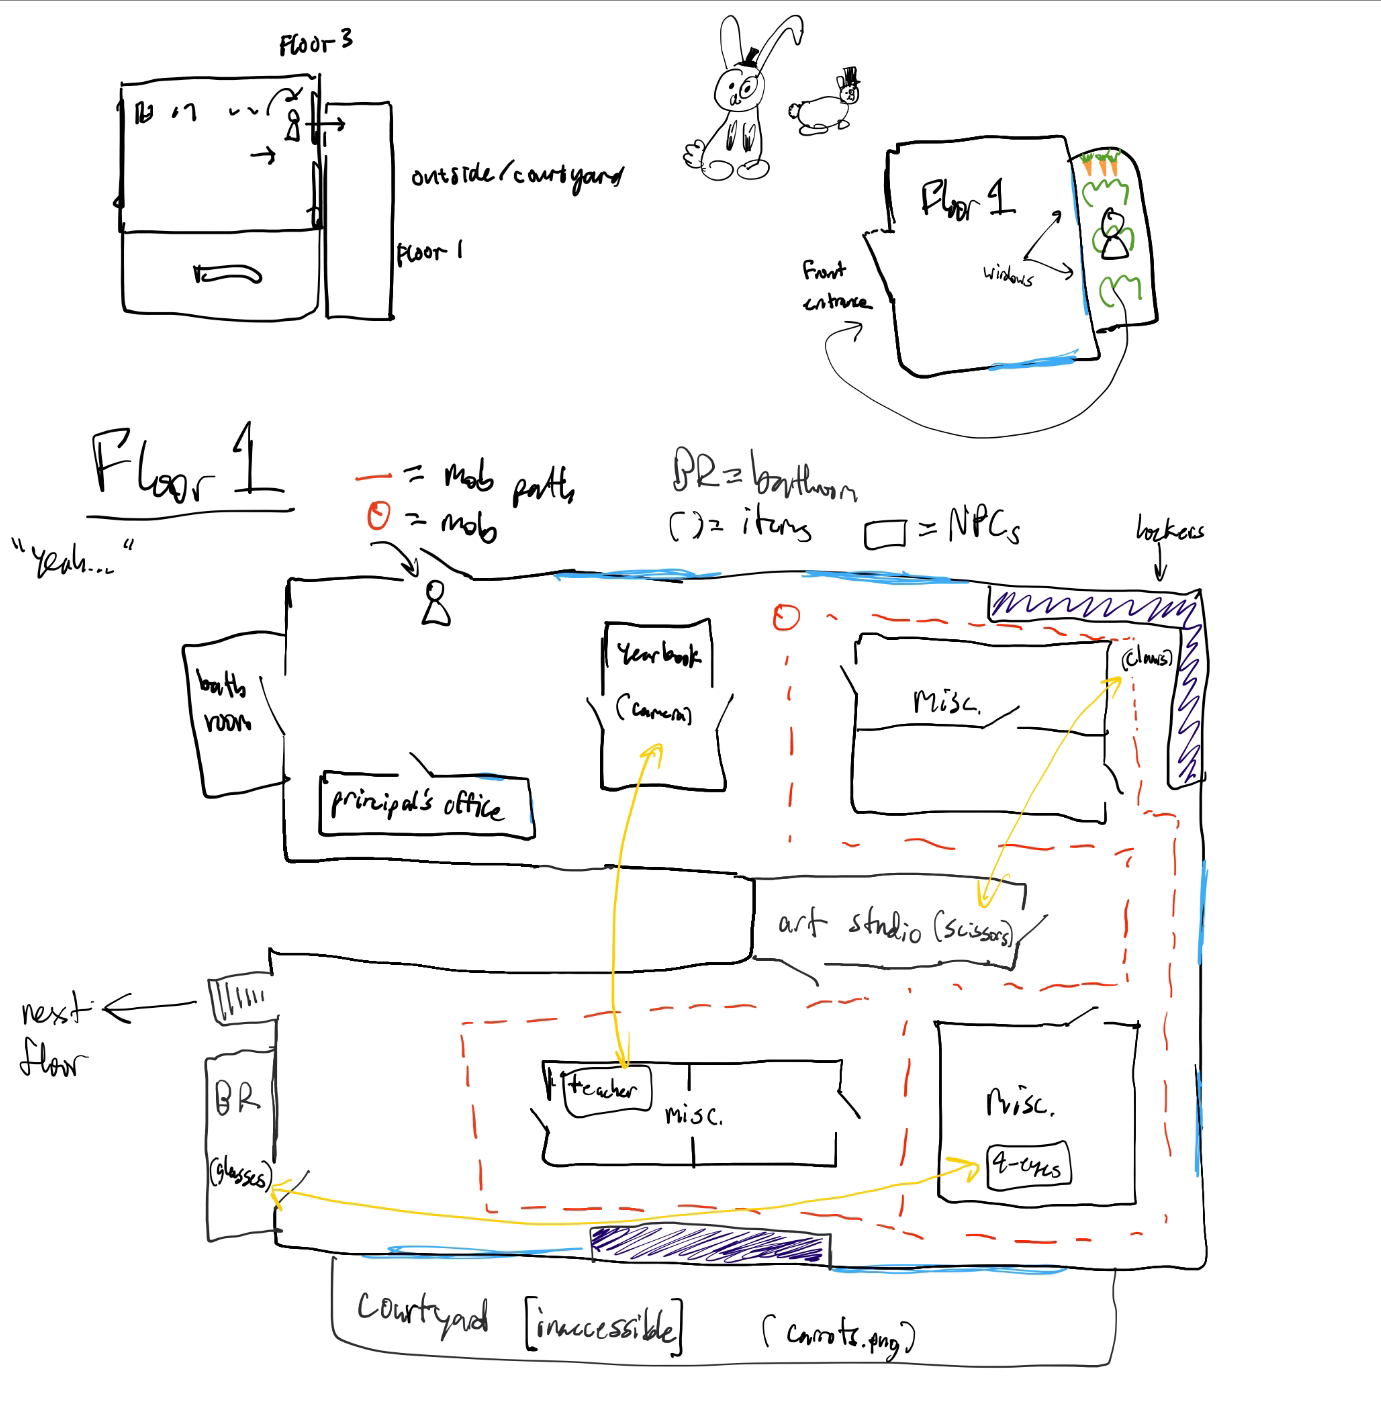 Floor 3
outside/courtyard
Floor 1
Floor 1
windows
Front
entrance
Floor 1
"yeah..."
— = mob path
= mob
BR = bathroom
( ) = items
= NPCs
lockers
bath
room
yearbook
(camera)
misc.
principal's office
art studio (scissors)
next
floor
BR
(glasses)
teacher
misc.
misc.
4-eyes
courtyard [inaccessible] (carrots.png)